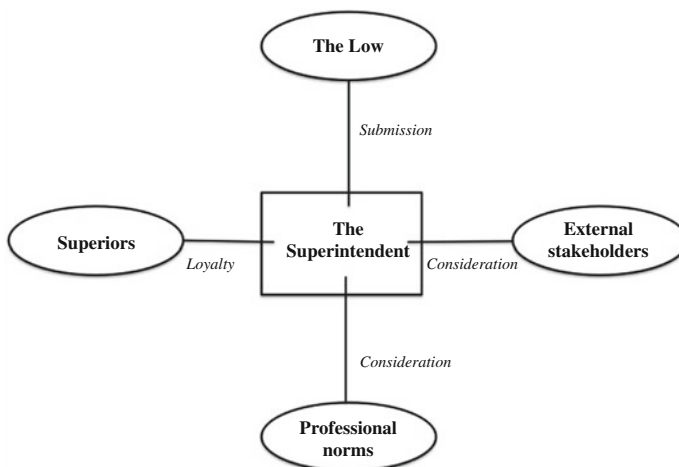 The Low
Submission
Superiors
Loyalty
The
Superintendent
Consideration
External
stakeholders
Consideration
Professional
norms